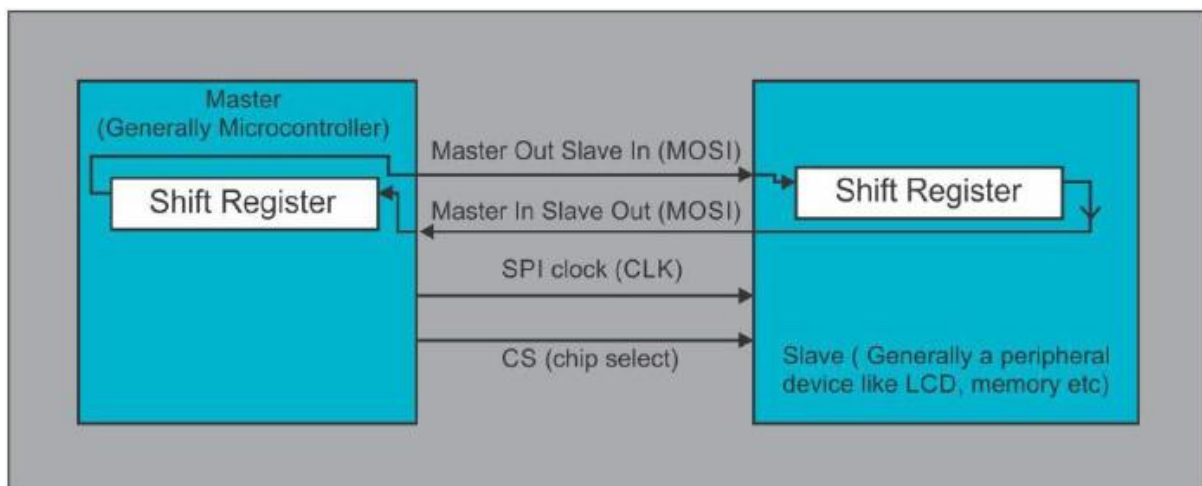 Master
(Generally Microcontroller)
Master Out Slave In (MOSI)
Shift Register
Shift Register
Master In Slave Out (MOSI)
SPI clock (CLK)
CS (chip select)
Slave ( Generally a peripheral
device like LCD, memory etc)